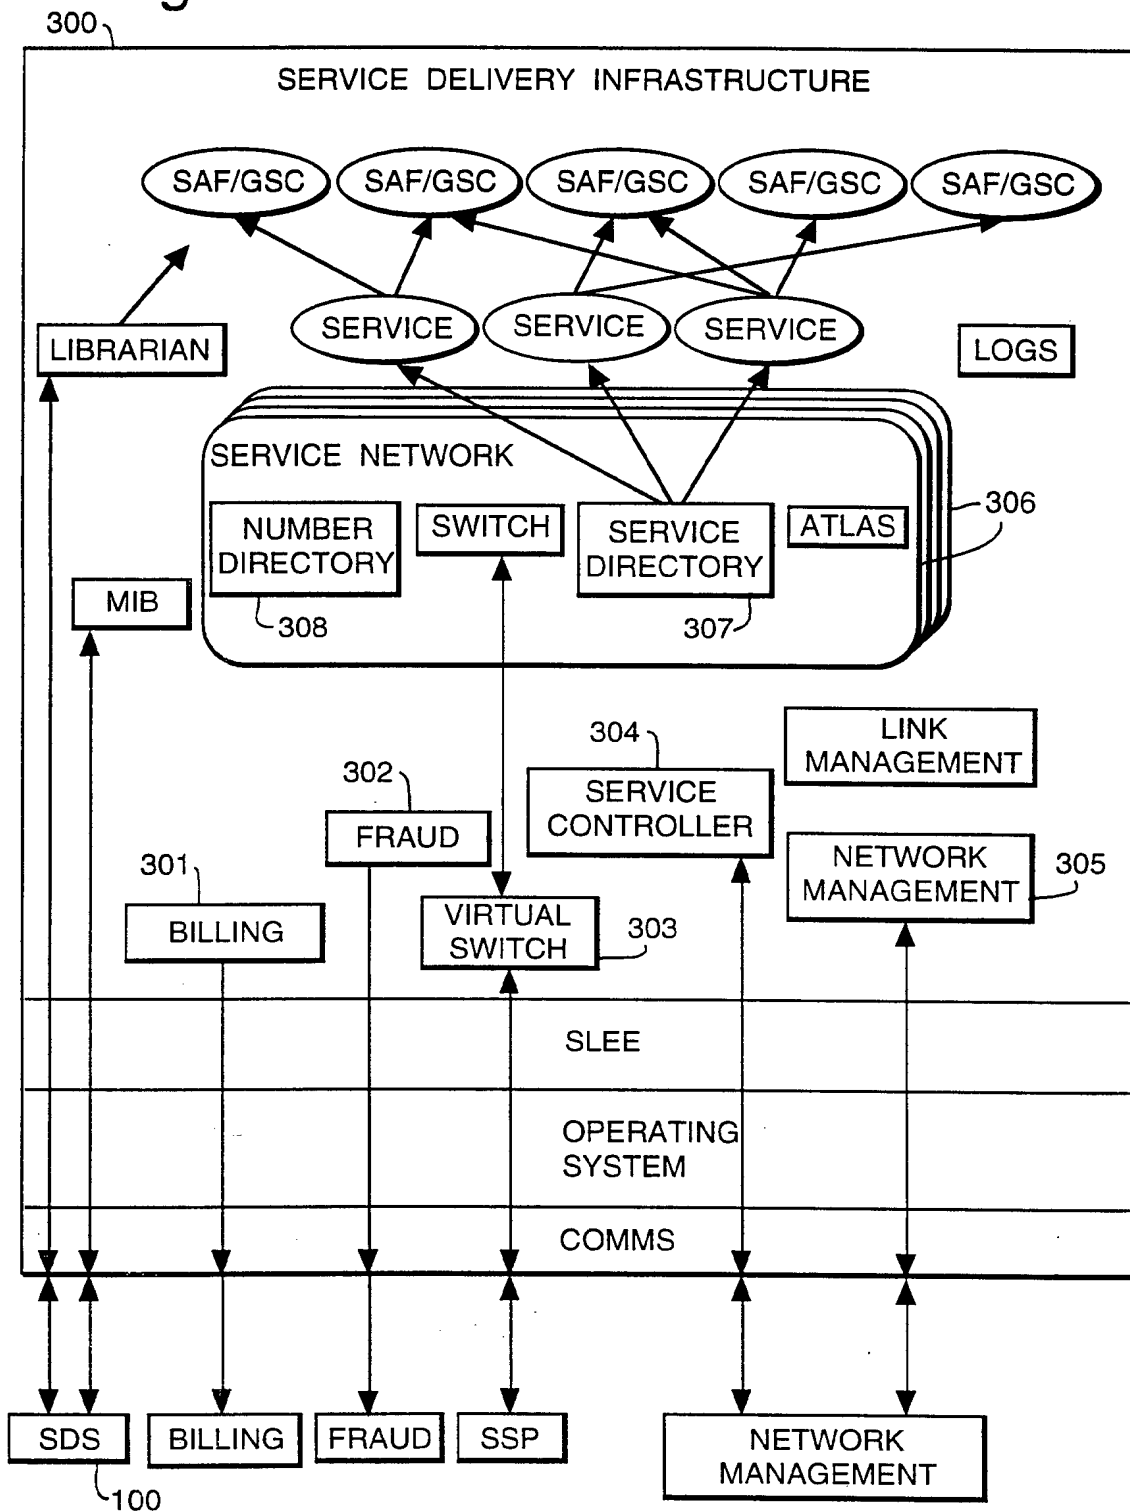 300
SERVICE DELIVERY INFRASTRUCTURE
SAF/GSC SAF/GSC SAF/GSC SAF/GSC SAF/GSC
SERVICE SERVICE SERVICE
LIBRARIAN
LOGS
SERVICE NETWORK
306
NUMBER
DIRECTORY
SWITCH
SERVICE
DIRECTORY
ATLAS
MIB
308
307
LINK
MANAGEMENT
304
302
SERVICE
CONTROLLER
FRAUD
NETWORK
MANAGEMENT
305
301
BILLING
VIRTUAL
SWITCH
303
SLEE
OPERATING
SYSTEM
COMMS
SDS
BILLING
FRAUD
SSP
NETWORK
MANAGEMENT
100